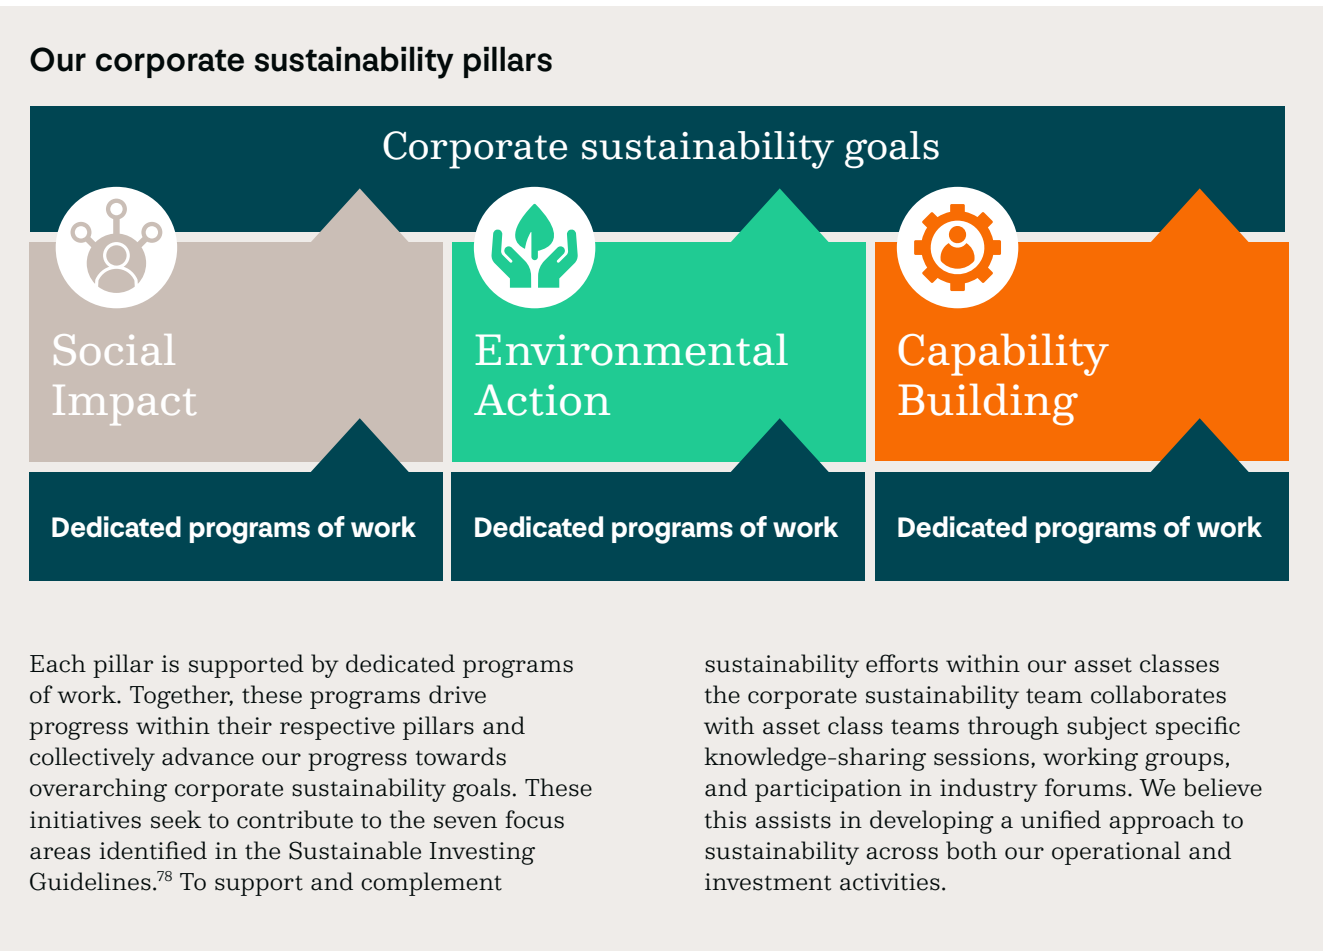 Our corporate sustainability pillars
Corporate sustainability goals
Social
Impact
Environmental
Action
Capability
Building
Dedicated programs of work
Dedicated programs of work
Dedicated programs of work
Each pillar is supported by dedicated programs
of work. Together, these programs drive
progress within their respective pillars and
collectively advance our progress towards
overarching corporate sustainability goals. These
initiatives seek to contribute to the seven focus
areas identified in the Sustainable Investing
Guidelines.78 To support and complement
sustainability efforts within our asset classes
the corporate sustainability team collaborates
with asset class teams through subject specific
knowledge-sharing sessions, working groups,
and participation in industry forums. We believe
this assists in developing a unified approach to
sustainability across both our operational and
investment activities.